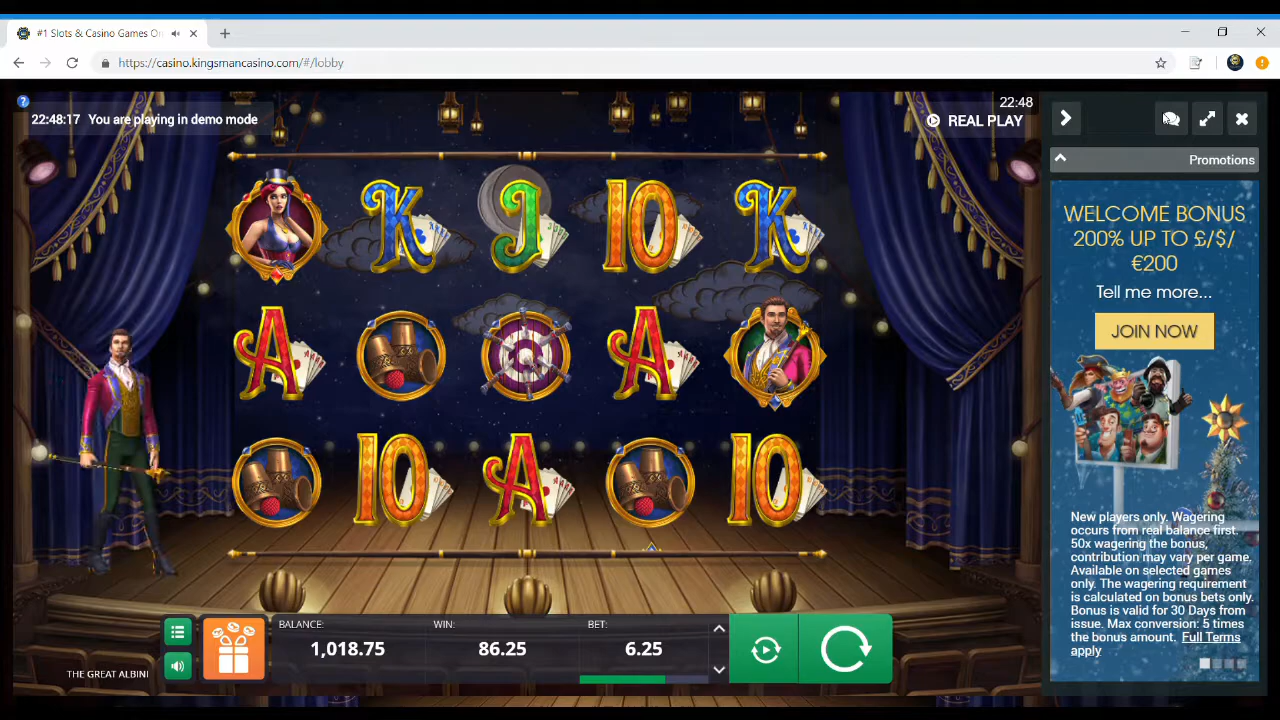 #1 Slots & Casino Games On
https://casino.kingsmancasino.com/#/lobby
22:48
22:48:17 You are playing in demo mode
REAL PLAY
Promotions
WELCOME BONUS
200% UP TO £/$/
€200
Tell me more...
JOIN NOW
K J 10 K
A A
10 A 10
New players only. Wagering
occurs from real balance first.
50x wagering the bonus,
contribution may vary per game.
Available on selected games
only. The wagering requirement
is calculated on bonus bets only.
Bonus is valid for 30 Days from
issue. Max conversion: 5 times
the bonus amount. Full Terms
apply
BALANCE: WIN: BET:
1,018.75 86.25 6.25
THE GREAT ALBINI